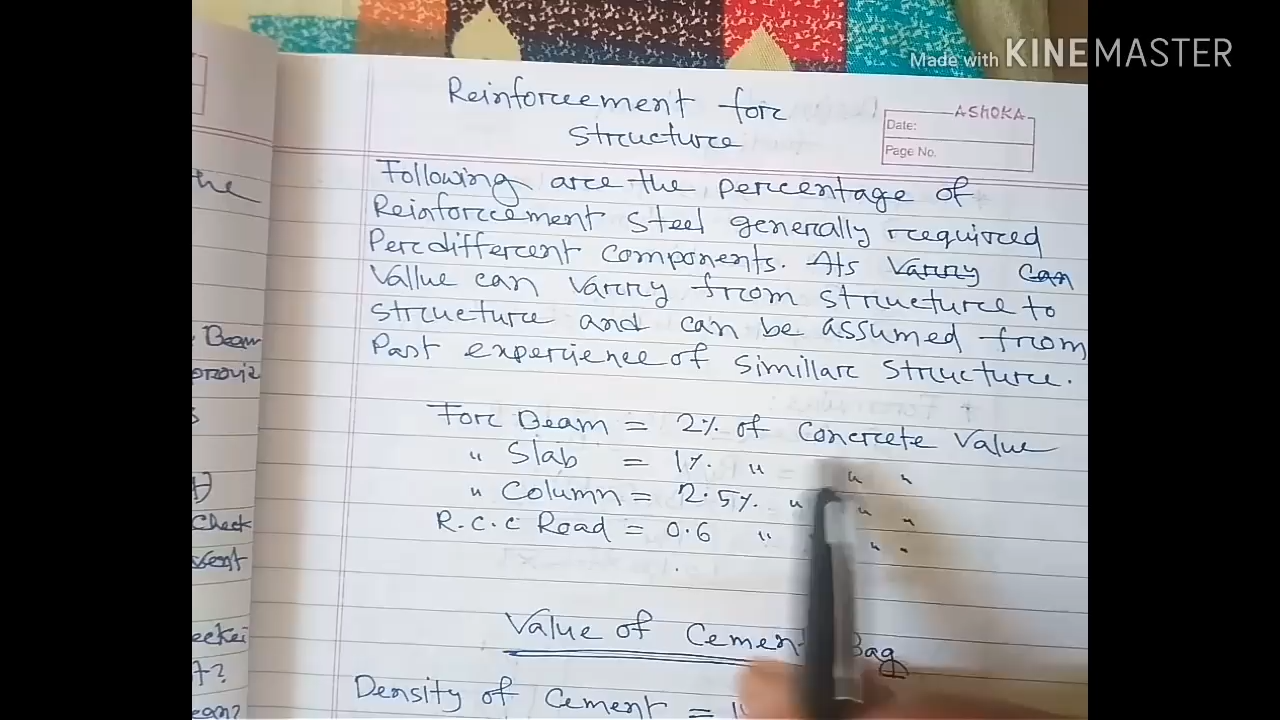 Made with KINEMASTER
Reinforcement for
ASHOKA
Structure
Date:
Page No.
the
Following are the percentage of
Reinforcement steel generally required
Per different components. Its Varry can
Vallue can varry from structure to
structure and can be assumed from
Past experience of Simillar Structure.
Beam
For Beam = 2% of Concrete Value
" Slab = 1% " " "
" Column = 2.5% " " "
R.C.C Road = 0.6 " " "
Check
Value of Cement Bag
Density of Cement =